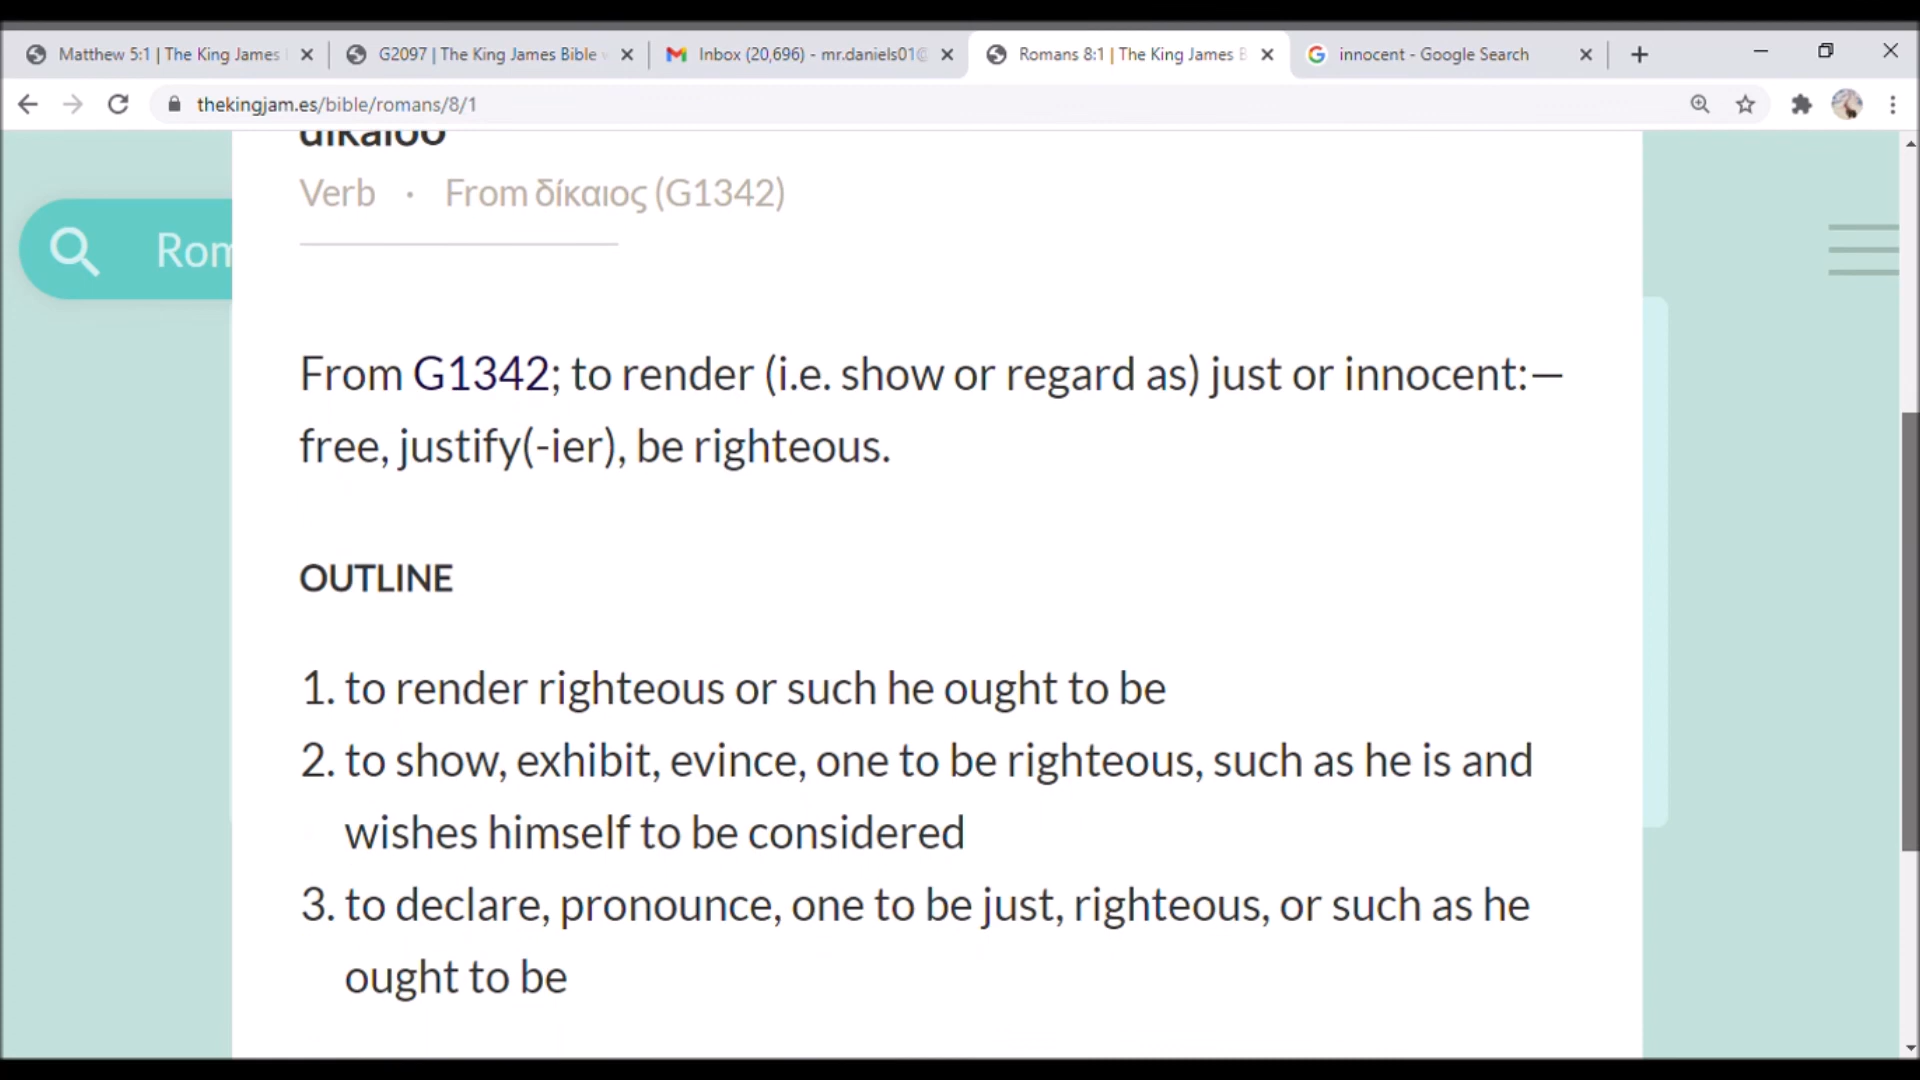 Matthew 5:1 | The King James
G2097 | The King James Bible
Inbox (20,696) - mr.daniels01@
Romans 8:1 | The King James B
innocent - Google Search
thekingjam.es/bible/romans/8/1
dikaioō
Verb · From δίκαιος (G1342)
Rom
From G1342; to render (i.e. show or regard as) just or innocent:—
free, justify(-ier), be righteous.
OUTLINE
1. to render righteous or such he ought to be
2. to show, exhibit, evince, one to be righteous, such as he is and
wishes himself to be considered
3. to declare, pronounce, one to be just, righteous, or such as he
ought to be